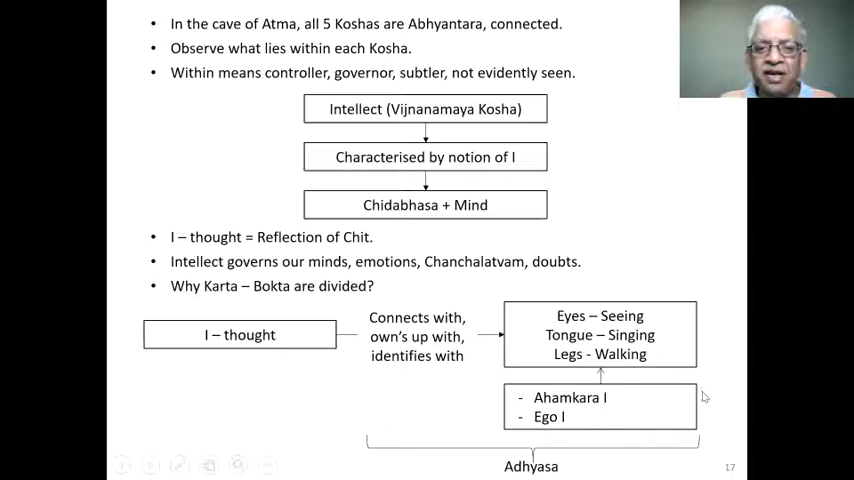 • In the cave of Atma, all 5 Koshas are Abhyantara, connected.
• Observe what lies within each Kosha.
• Within means controller, governor, subtler, not evidently seen.
Intellect (Vijnanamaya Kosha)
Characterised by notion of I
Chidabhasa + Mind
• I – thought = Reflection of Chit.
• Intellect governs our minds, emotions, Chanchalatvam, doubts.
• Why Karta – Bokta are divided?
I – thought
Connects with,
own's up with,
identifies with
Eyes – Seeing
Tongue – Singing
Legs - Walking
- Ahamkara I
- Ego I
Adhyasa
17